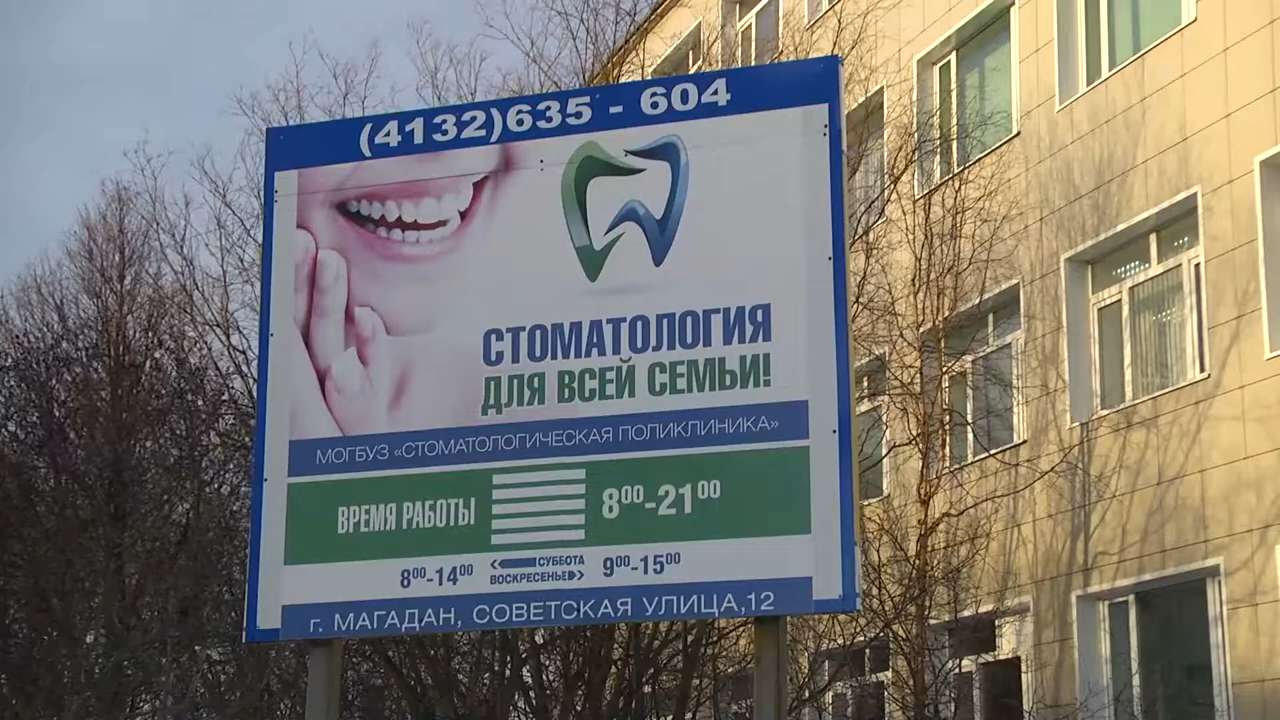 (4132)635 - 604
СТОМАТОЛОГИЯ
ДЛЯ ВСЕЙ СЕМЬИ!
МОГБУЗ «СТОМАТОЛОГИЧЕСКАЯ ПОЛИКЛИНИКА»
ВРЕМЯ РАБОТЫ 8⁰⁰-21⁰⁰
8⁰⁰-14⁰⁰ СУББОТА
ВОСКРЕСЕНЬЕ 9⁰⁰-15⁰⁰
г. МАГАДАН, СОВЕТСКАЯ УЛИЦА,12